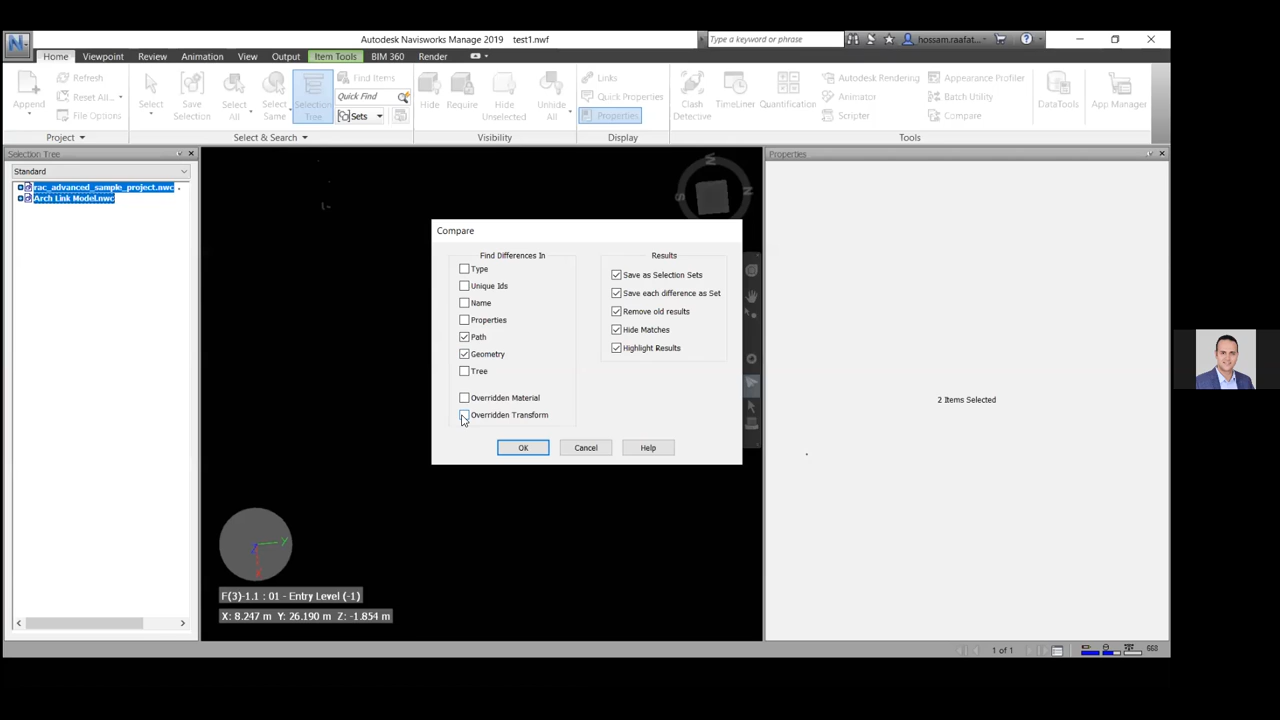 Autodesk Navisworks Manage 2019 test1.nwf
Type a keyword or phrase
hossam.raafat...
Home Viewpoint Review Animation View Output Item Tools BIM 360 Render
Append
Refresh
Reset All...
File Options
Project
Select
Save Selection
Select All
Select Same
Selection Tree
Find Items
Quick Find
Sets
Select & Search
Hide
Require
Hide Unselected
Unhide All
Visibility
Links
Quick Properties
Properties
Display
Clash Detective
TimeLiner
Quantification
Autodesk Rendering
Animator
Scripter
Appearance Profiler
Batch Utility
Compare
DataTools
App Manager
Tools
Selection Tree
Standard
rac_advanced_sample_project.nwc
Arch Link Model.nwc
W
S
N
Compare
Find Differences In
Type
Unique Ids
Name
Properties
Path
Geometry
Tree
Overridden Material
Overridden Transform
Results
Save as Selection Sets
Save each difference as Set
Remove old results
Hide Matches
Highlight Results
OK Cancel Help
Properties
2 Items Selected
Z Y
X
F(3)-1.1 : 01 - Entry Level (-1)
X: 8.247 m Y: 26.190 m Z: -1.854 m
1 of 1
668